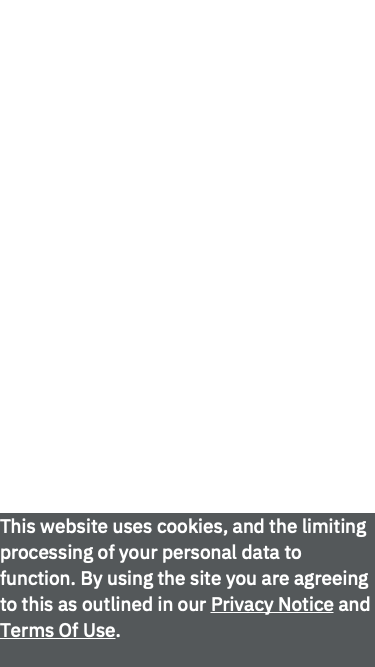 This website uses cookies, and the limiting
processing of your personal data to
function. By using the site you are agreeing
to this as outlined in our Privacy Notice and
Terms Of Use.